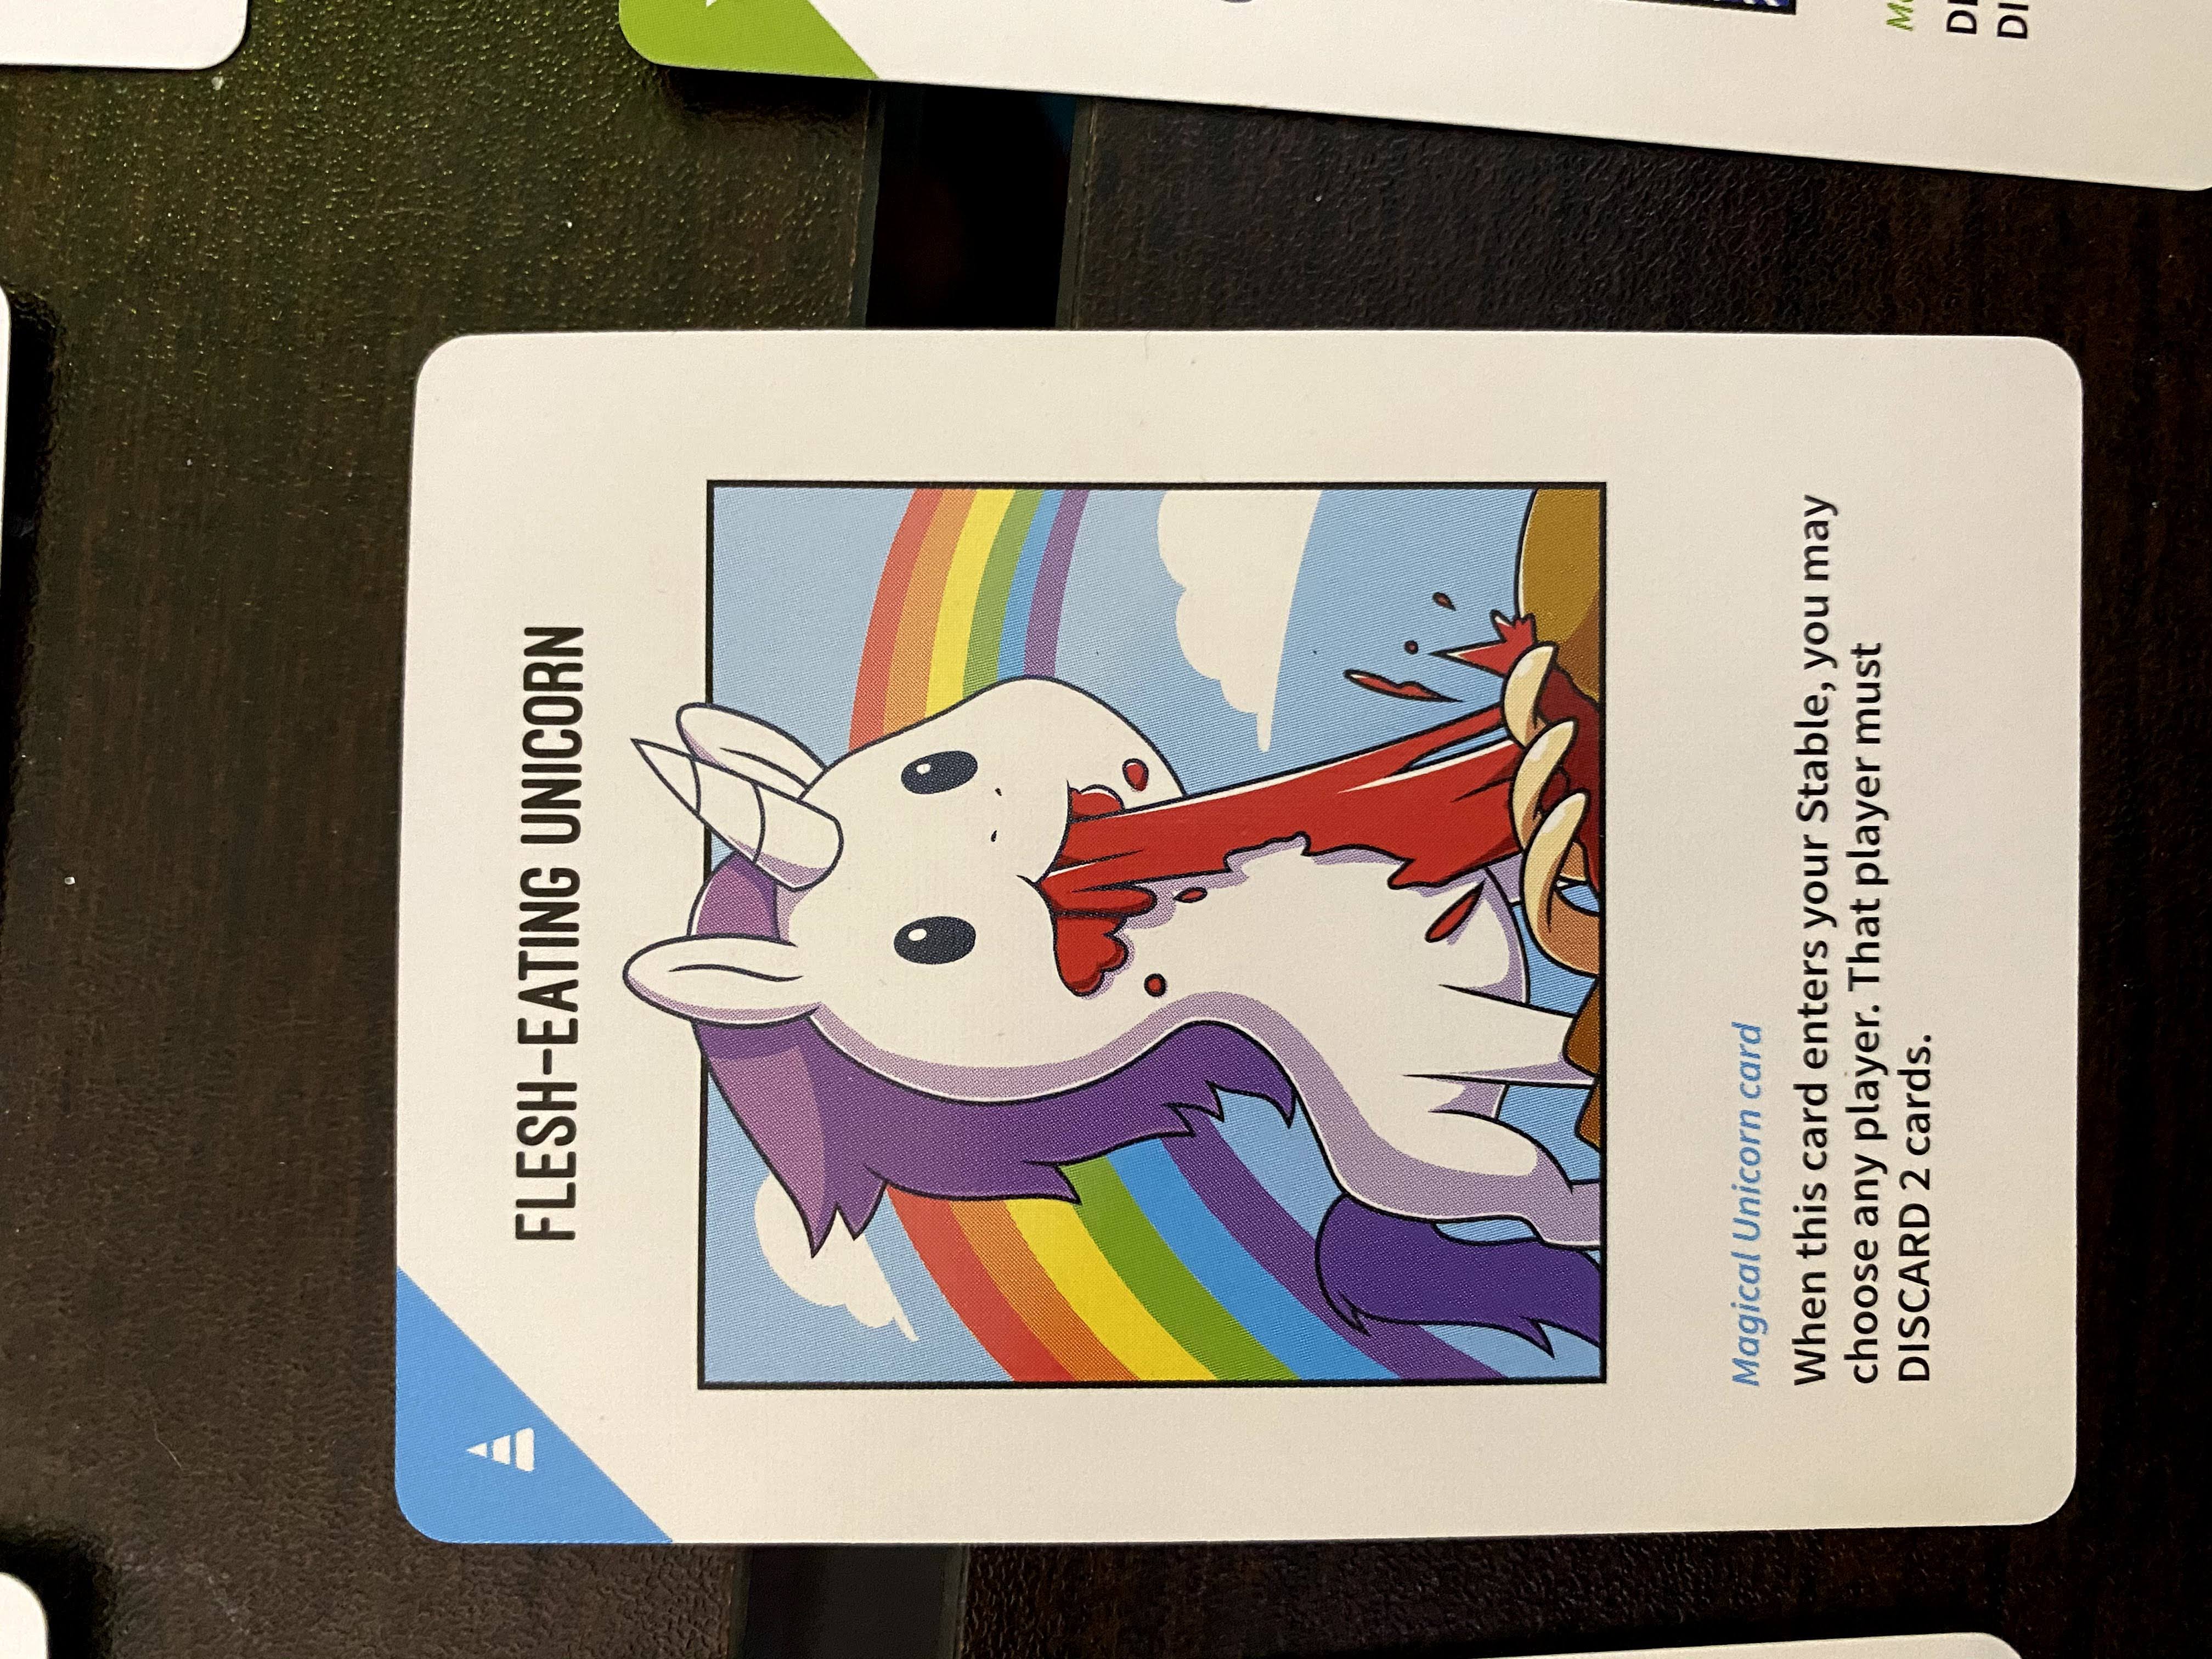 FLESH-EATING UNICORN
Magical Unicorn card
When this card enters your Stable, you may
choose any player. That player must
DISCARD 2 cards.